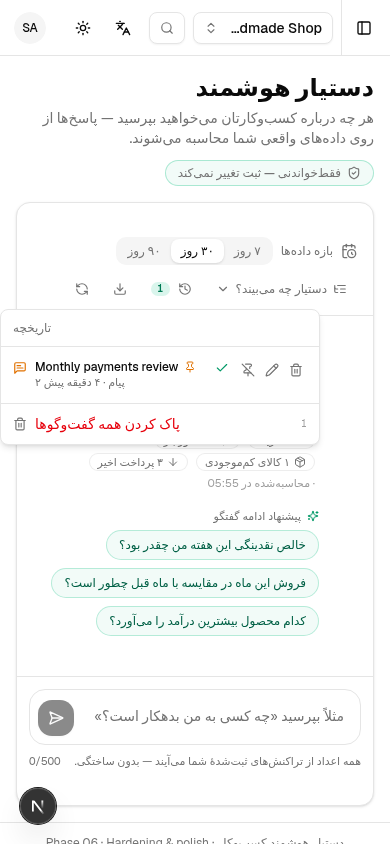 SA
...dmade Shop
دستیار هوشمند
هر چه درباره کسب‌وکارتان می‌خواهید بپرسید — پاسخ‌ها از
روی داده‌های واقعی شما محاسبه می‌شوند.
فقط‌خواندنی — ثبت تغییر نمی‌کند
بازه داده‌ها
۷ روز
۳۰ روز
۹۰ روز
دستیار چه می‌بیند؟
1
تاریخچه
Monthly payments review
۴ پیام · ۲ دقیقه پیش
پاک کردن همه گفت‌وگوها
1
۱ کالای کم‌موجودی
۳ پرداخت اخیر
· محاسبه‌شده در 05:55
پیشنهاد ادامه گفتگو
خالص نقدینگی این هفته من چقدر بود؟
فروش این ماه در مقایسه با ماه قبل چطور است؟
کدام محصول بیشترین درآمد را می‌آورد؟
مثلاً بپرسید «چه کسی به من بدهکار است؟»
همه اعداد از تراکنش‌های ثبت‌شدهٔ شما می‌آیند — بدون ساختگی.
0/500
N
دستیار هوشمند کسب‌وکار · Phase 06 · Hardening & polish